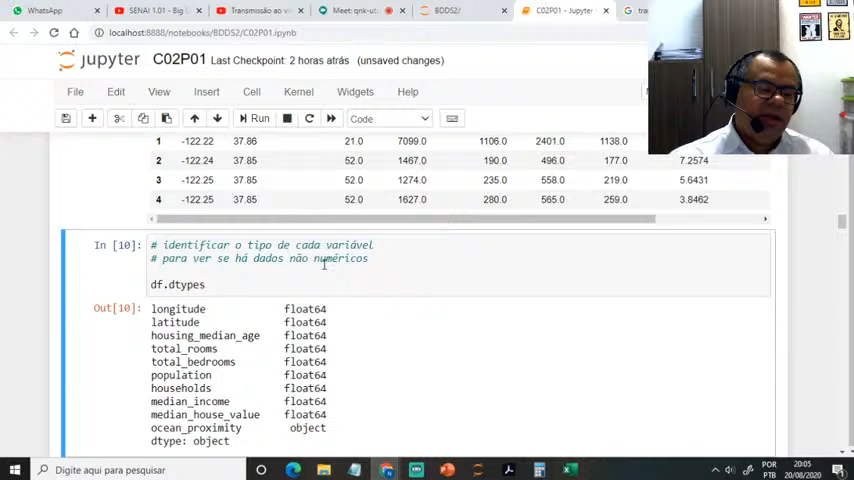 WhatsApp
SENAI 1.01 - Big
Transmissão ao v
Meet: qnk-ut
BDDS2/
C02P01 - Jupyter
localhost:8888/notebooks/BDDS2/C02P01.ipynb
jupyter C02P01 Last Checkpoint: 2 horas atrás (unsaved changes)
File Edit View Insert Cell Kernel Widgets Help
Run Code
1 -122.22 37.86 21.0 7099.0 1106.0 2401.0 1138.0
2 -122.24 37.85 52.0 1467.0 190.0 496.0 177.0 7.2574
3 -122.25 37.85 52.0 1274.0 235.0 558.0 219.0 5.6431
4 -122.25 37.85 52.0 1627.0 280.0 565.0 259.0 3.8462
In [10]: # identificar o tipo de cada variável
# para ver se há dados não numéricos
df.dtypes
Out[10]: longitude float64
latitude float64
housing_median_age float64
total_rooms float64
total_bedrooms float64
population float64
households float64
median_income float64
median_house_value float64
ocean_proximity object
dtype: object
Digite aqui para pesquisar
POR 20:05
PTB 20/08/2020